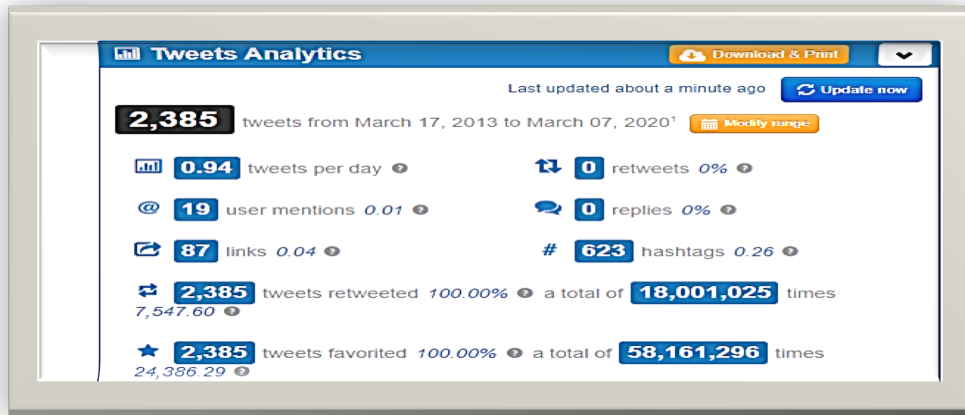 Tweets Analytics Download & Print
Last updated about a minute ago Update now
2,385 tweets from March 17, 2013 to March 07, 2020¹ Modify range
0.94 tweets per day ? 0 retweets 0% ?
@ 19 user mentions 0.01 ? 0 replies 0% ?
87 links 0.04 ? # 623 hashtags 0.26 ?
2,385 tweets retweeted 100.00% ? a total of 18,001,025 times
7,547.60 ?
2,385 tweets favorited 100.00% ? a total of 58,161,296 times
24,386.29 ?